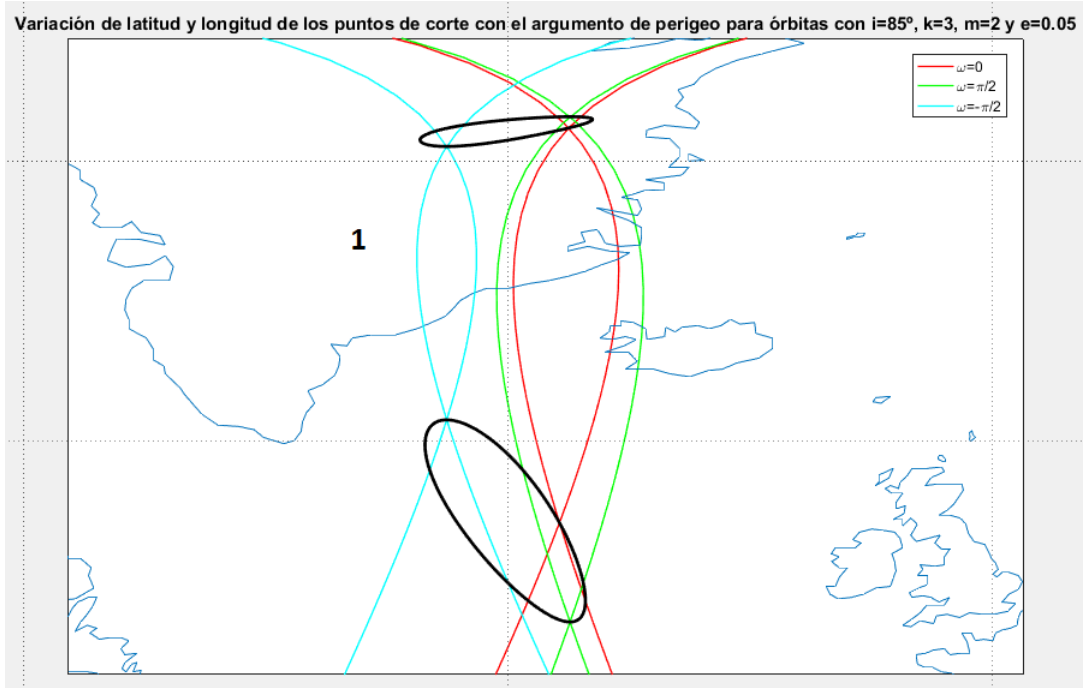 Variación de latitud y longitud de los puntos de corte con el argumento de perigeo para órbitas con i=85º, k=3, m=2 y e=0.05
ω=0
ω=π/2
ω=-π/2
1